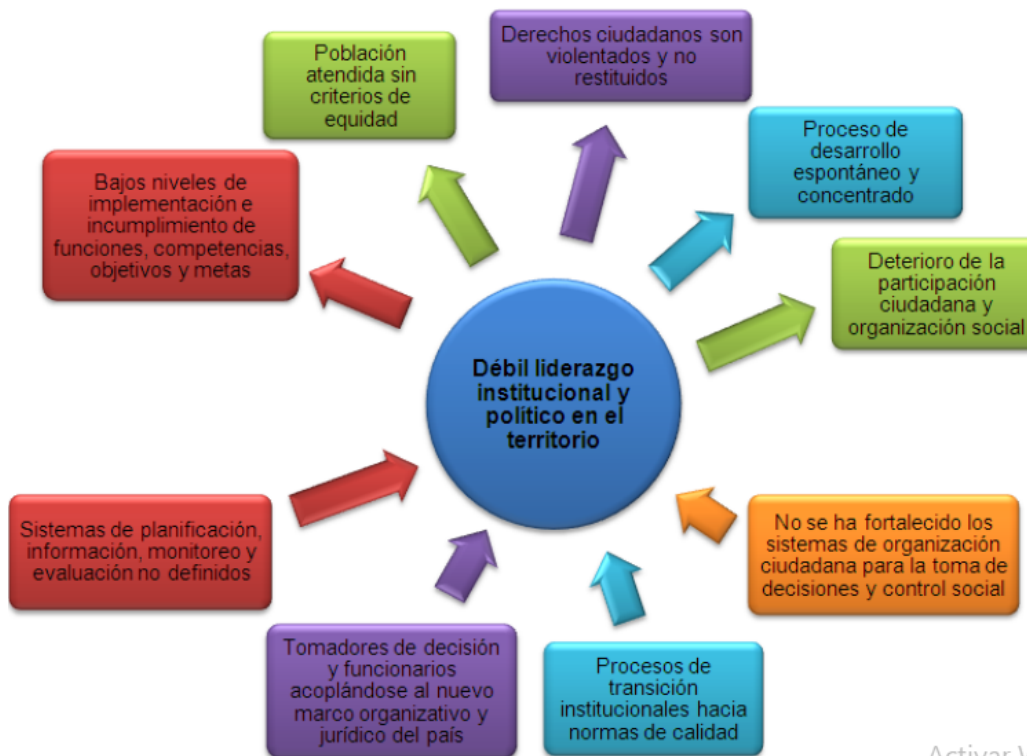 Derechos ciudadanos son
violentados y no
restituidos
Población
atendida sin
criterios de
equidad
Proceso de
desarrollo
espontáneo y
concentrado
Bajos niveles de
implementación e
incumplimiento de
funciones, competencias,
objetivos y metas
Deterioro de la
participación
ciudadana y
organización social
Débil liderazgo
institucional y
político en el
territorio
Sistemas de planificación,
información, monitoreo y
evaluación no definidos
No se ha fortalecido los
sistemas de organización
ciudadana para la toma de
decisiones y control social
Tomadores de decisión
y funcionarios
acoplándose al nuevo
marco organizativo y
jurídico del país
Procesos de
transición
institucionales hacia
normas de calidad
Activar